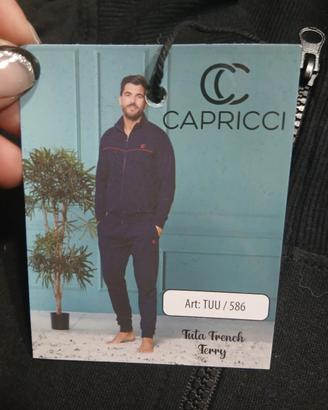 CC
CAPRICCI
Art: TUU / 586
Tuta French
Terry